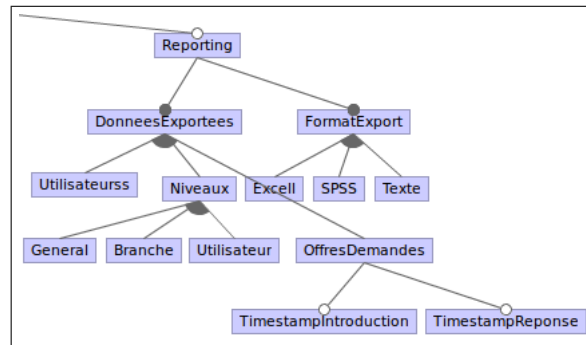 Reporting
DonneesExportees FormatExport
Utilisateurss Niveaux Excell SPSS Texte
General Branche Utilisateur OffresDemandes
TimestampIntroduction TimestampReponse